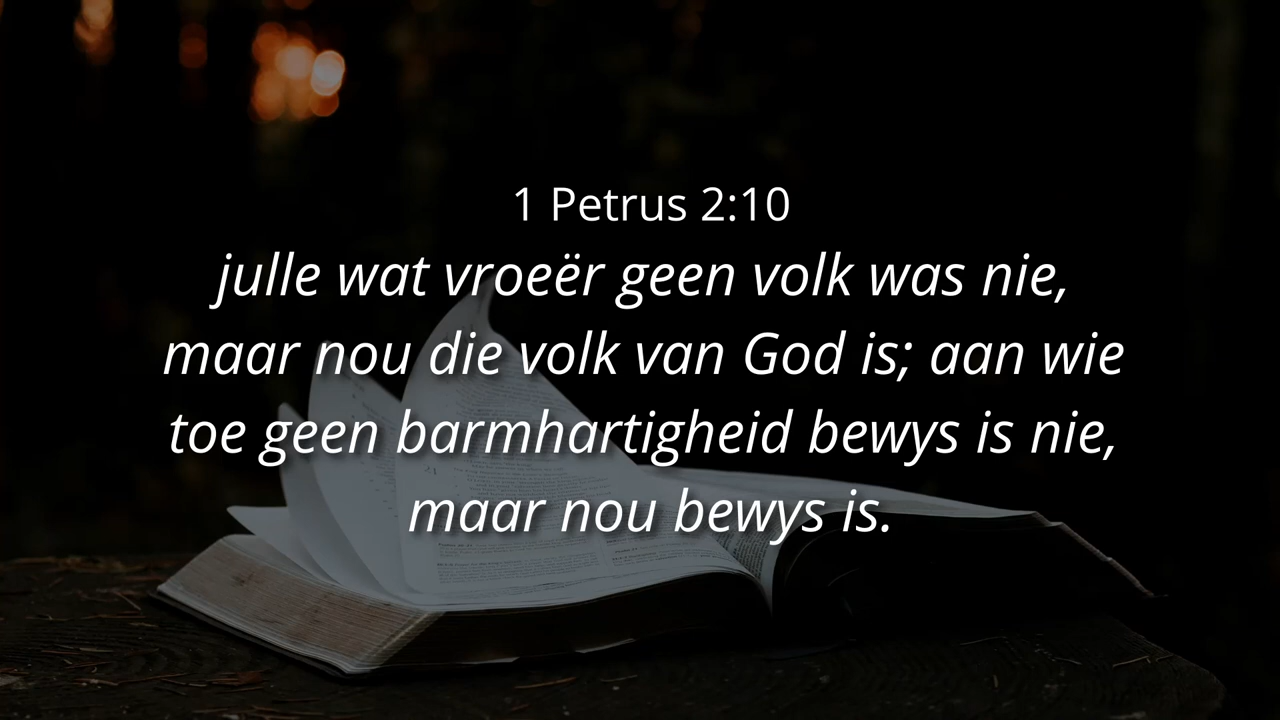 1 Petrus 2:10
julle wat vroeër geen volk was nie,
maar nou die volk van God is; aan wie
toe geen barmhartigheid bewys is nie,
maar nou bewys is.